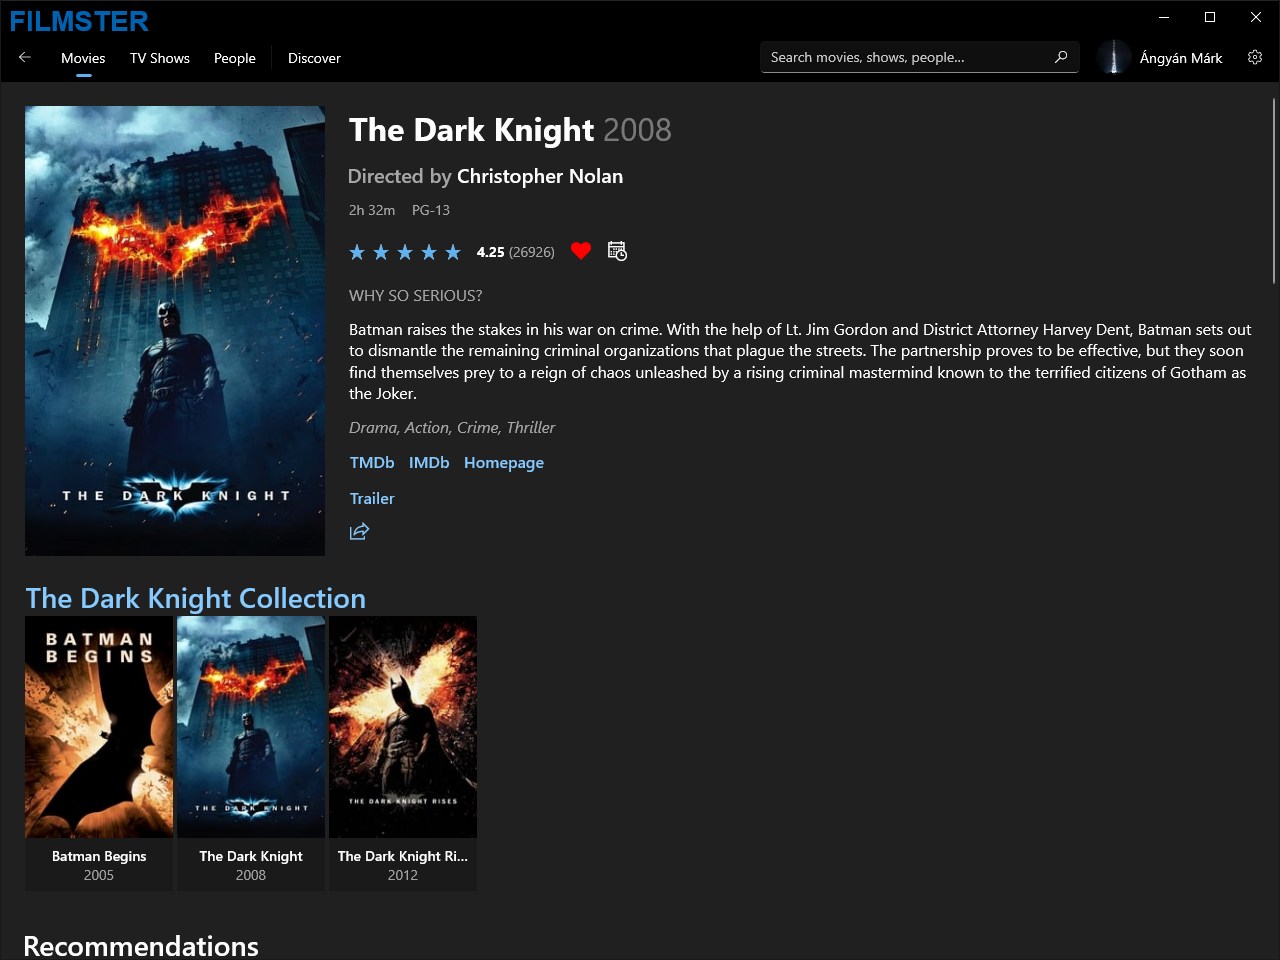 FILMSTER
Movies
TV Shows
People
Discover
Search movies, shows, people...
Ángyán Márk
The Dark Knight 2008
Directed by Christopher Nolan
2h 32m PG-13
4.25 (26926)
WHY SO SERIOUS?
Batman raises the stakes in his war on crime. With the help of Lt. Jim Gordon and District Attorney Harvey Dent, Batman sets out
to dismantle the remaining criminal organizations that plague the streets. The partnership proves to be effective, but they soon
find themselves prey to a reign of chaos unleashed by a rising criminal mastermind known to the terrified citizens of Gotham as
the Joker.
Drama, Action, Crime, Thriller
TMDb IMDb Homepage
Trailer
THE DARK KNIGHT
The Dark Knight Collection
BATMAN
BEGINS
THE DARK KNIGHT
THE DARK KNIGHT RISES
Batman Begins
2005
The Dark Knight
2008
The Dark Knight Ri...
2012
Recommendations